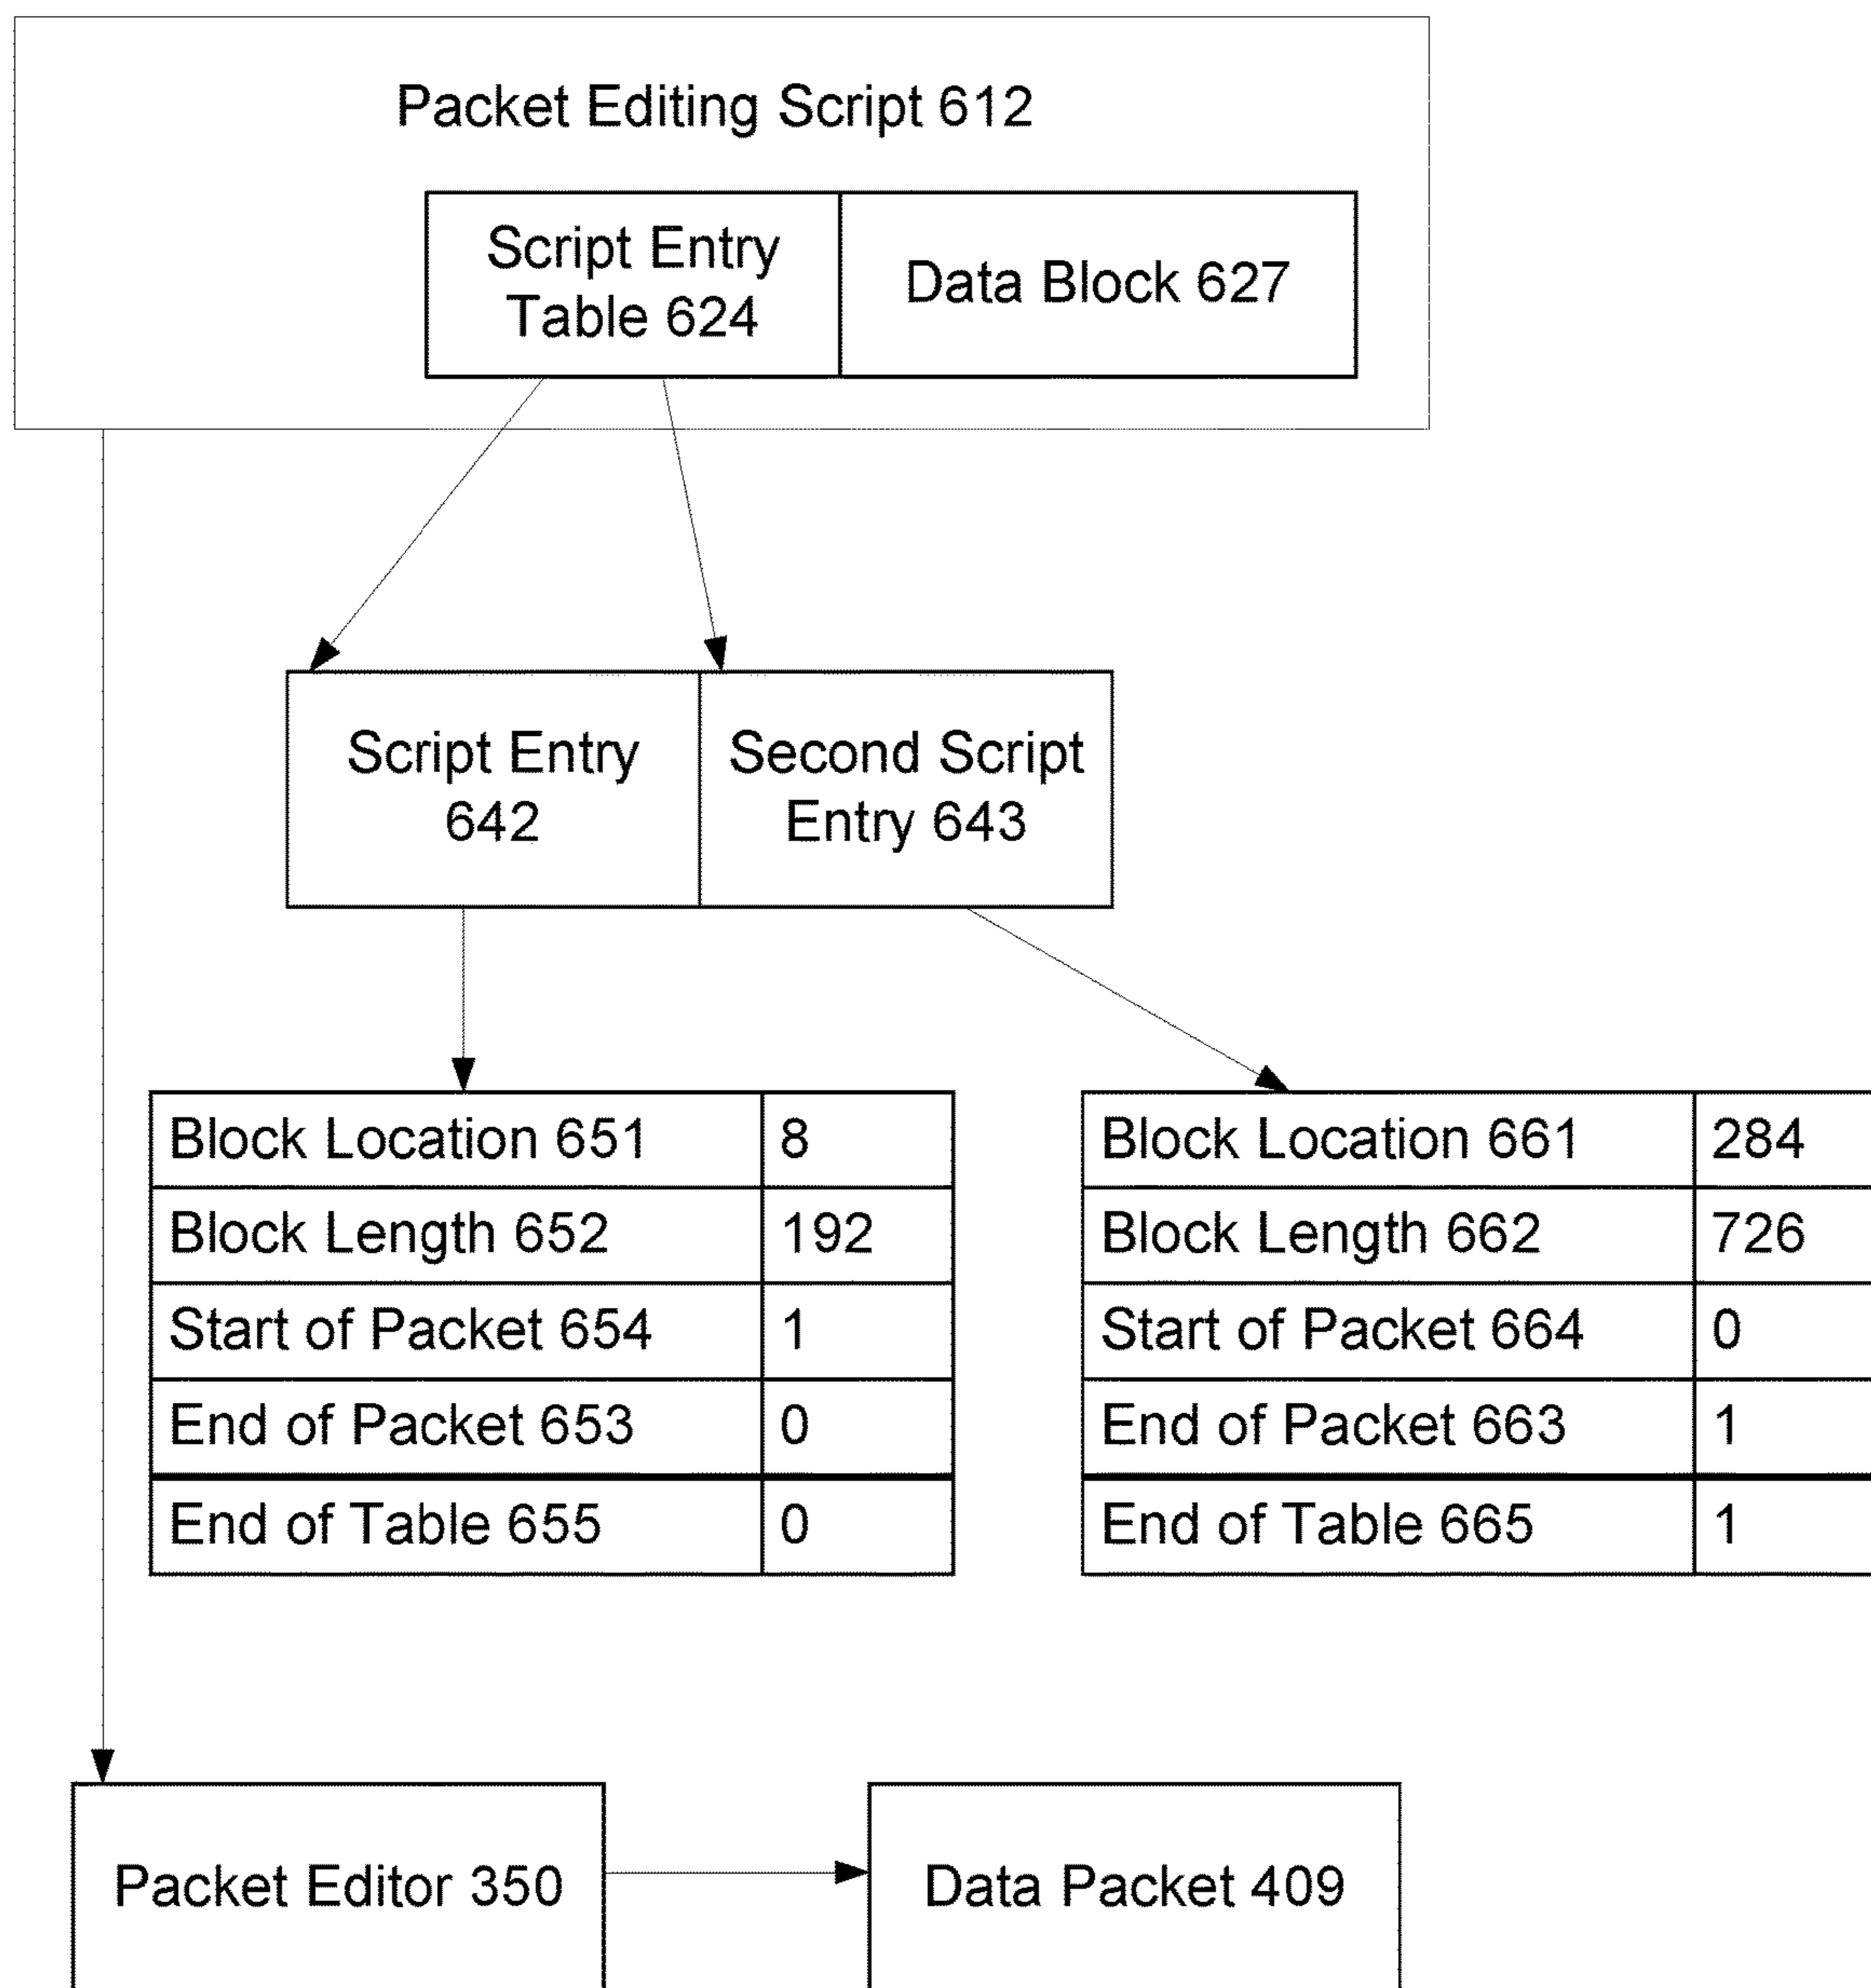 Packet Editing Script 612
Script Entry
Table 624
Data Block 627
Script Entry
642
Second Script
Entry 643
Block Location 651 8
Block Length 652 192
Start of Packet 654 1
End of Packet 653 0
End of Table 655 0
Block Location 661 284
Block Length 662 726
Start of Packet 664 0
End of Packet 663 1
End of Table 665 1
Packet Editor 350
Data Packet 409